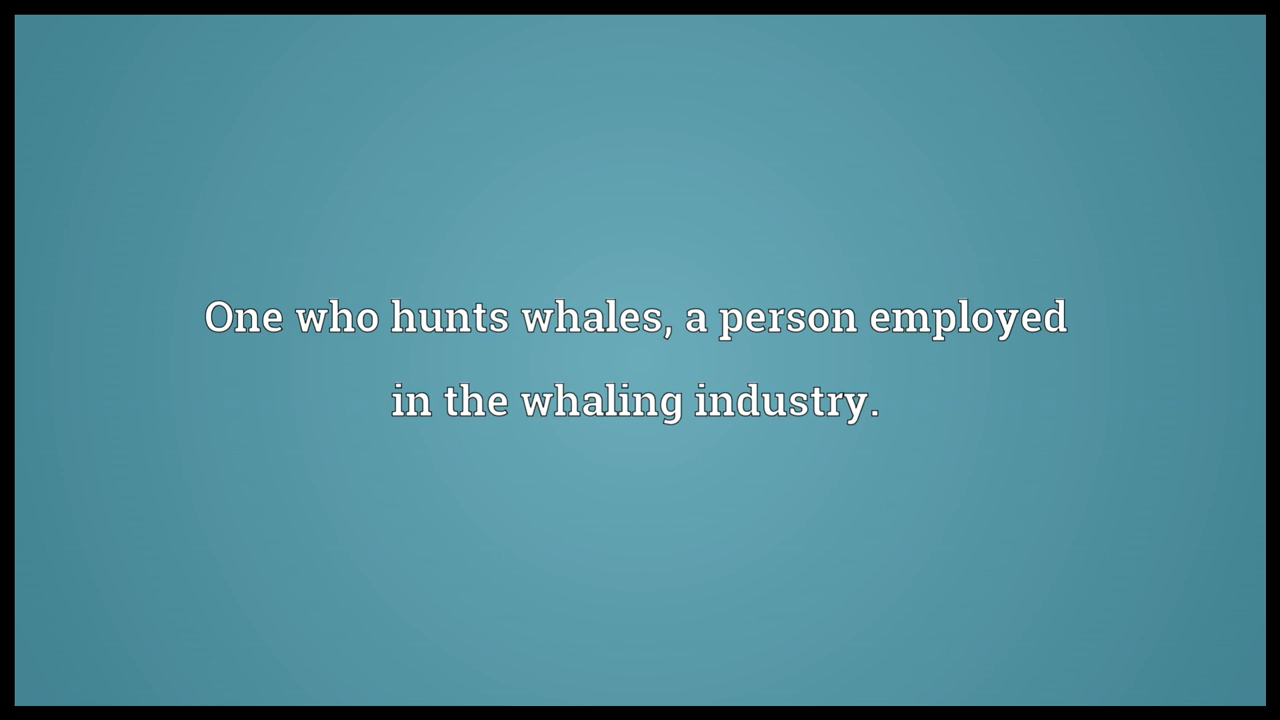 One who hunts whales, a person employed
in the whaling industry.